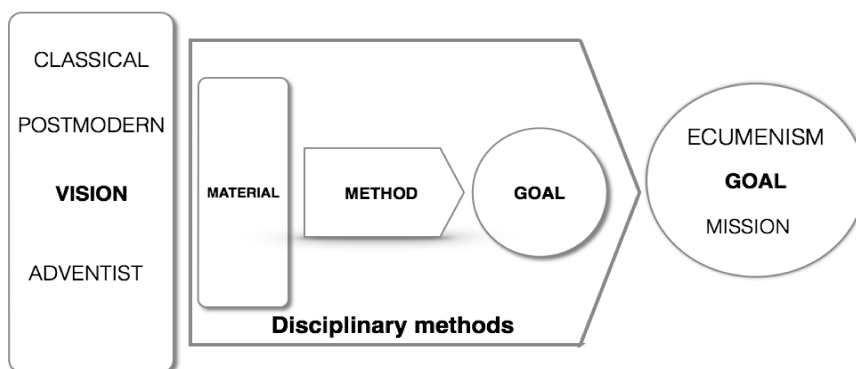 CLASSICAL
POSTMODERN
VISION
ADVENTIST
MATERIAL
METHOD
GOAL
Disciplinary methods
ECUMENISM
GOAL
MISSION